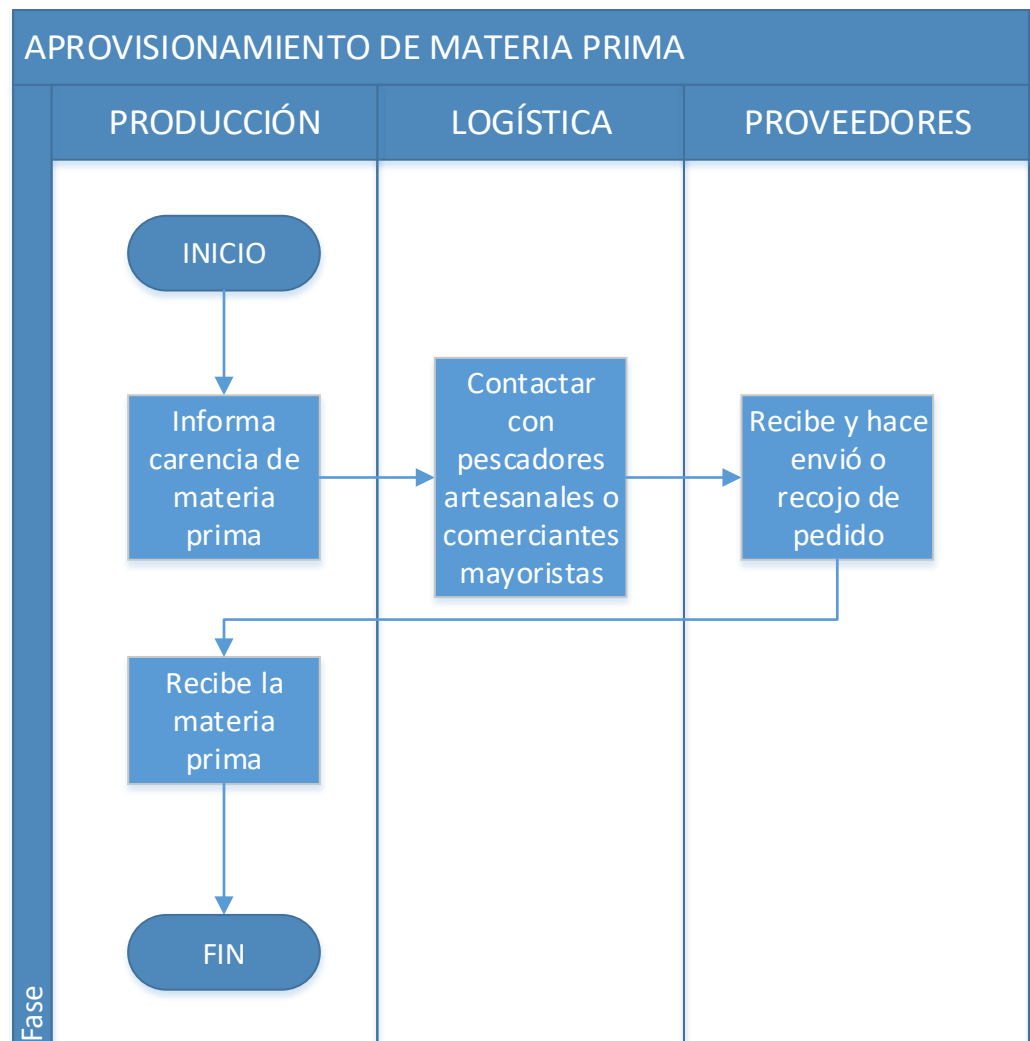 APROVISIONAMIENTO DE MATERIA PRIMA
PRODUCCIÓN
LOGÍSTICA
PROVEEDORES
INICIO
Informa
carencia de
materia
prima
Contactar
con
pescadores
artesanales o
comerciantes
mayoristas
Recibe y hace
envió o
recojo de
pedido
Recibe la
materia
prima
FIN
Fase